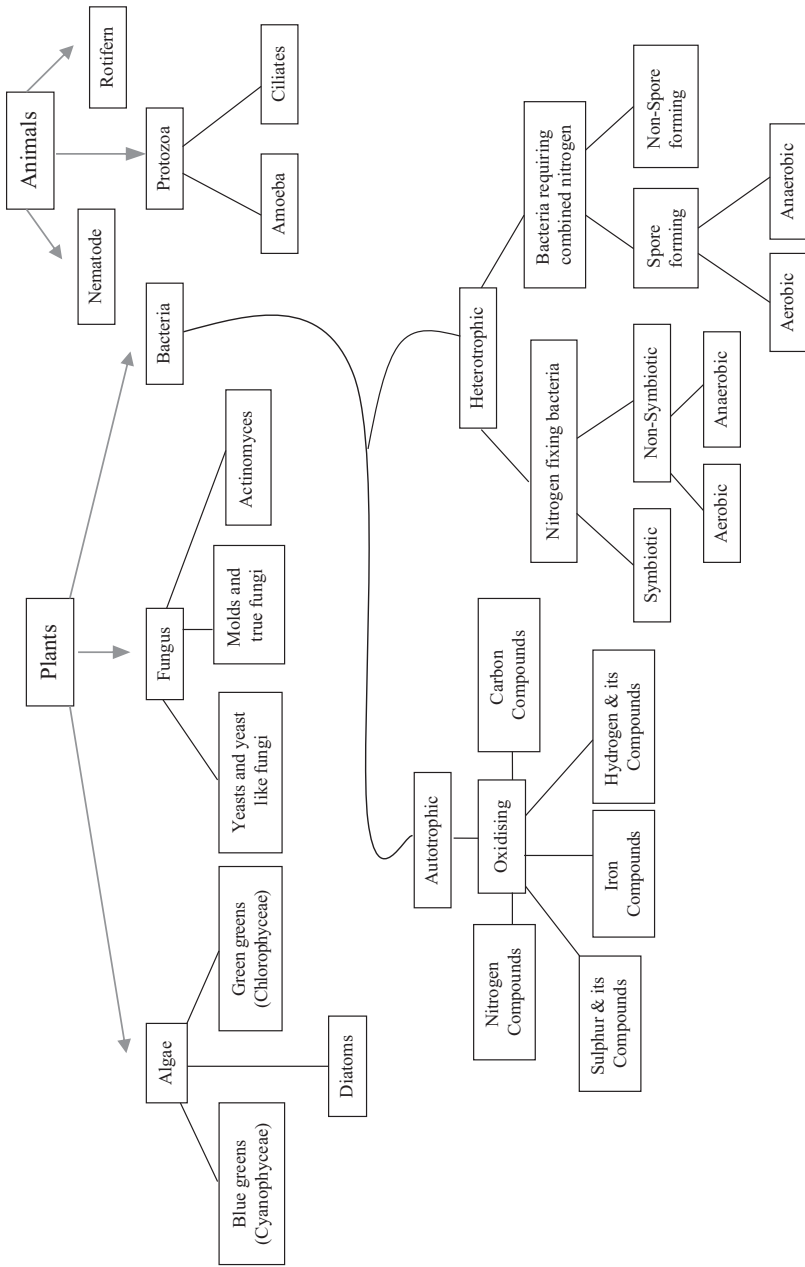 Plants
Animals
Algae
Fungus
Bacteria
Nematode
Protozoa
Rotifern
Blue greens
(Cyanophyceae)
Diatoms
Green greens
(Chlorophyceae)
Yeasts and yeast
like fungi
Molds and
true fungi
Actinomyces
Amoeba
Ciliates
Autotrophic
Oxidising
Nitrogen
Compounds
Carbon
Compounds
Sulphur & its
Compounds
Iron
Compounds
Hydrogen & its
Compounds
Heterotrophic
Nitrogen fixing bacteria
Bacteria requiring
combined nitrogen
Symbiotic
Non-Symbiotic
Spore
forming
Non-Spore
forming
Aerobic
Anaerobic
Aerobic
Anaerobic